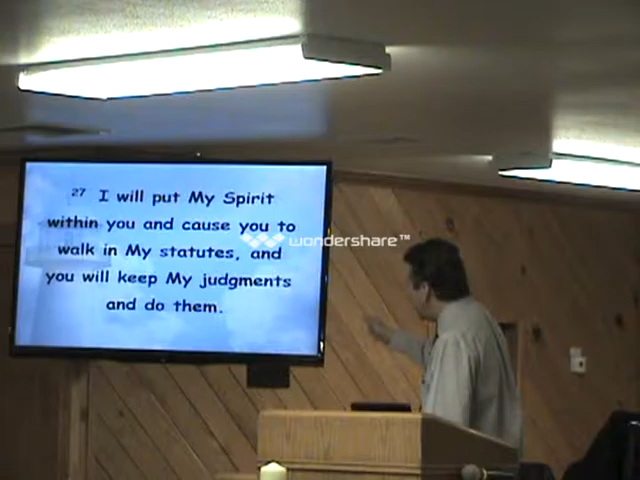 27 I will put My Spirit
within you and cause you to
walk in My statutes, and
you will keep My judgments
and do them.
wondershare™